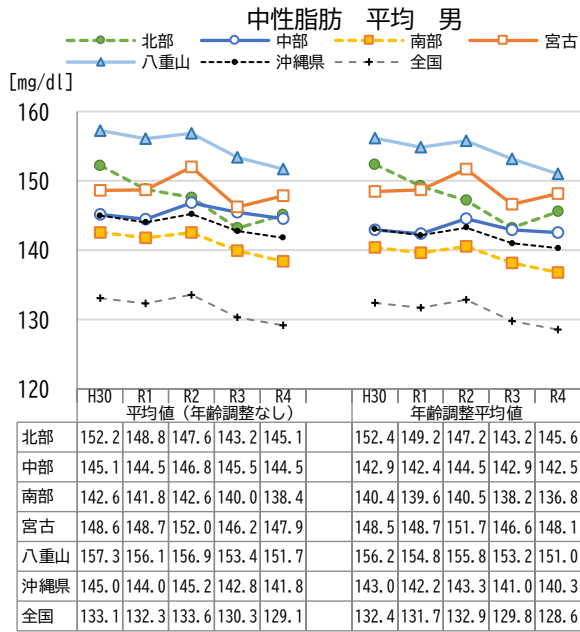 中性脂肪　平均　男
北部 中部 南部 宮古
八重山 沖縄県 全国
[mg/dl]
160
150
140
130
120
H30 R1 R2 R3 R4 H30 R1 R2 R3 R4
平均値（年齢調整なし） 年齢調整平均値
北部 152.2 148.8 147.6 143.2 145.1 152.4 149.2 147.2 143.2 145.6
中部 145.1 144.5 146.8 145.5 144.5 142.9 142.4 144.5 142.9 142.5
南部 142.6 141.8 142.6 140.0 138.4 140.4 139.6 140.5 138.2 136.8
宮古 148.6 148.7 152.0 146.2 147.9 148.5 148.7 151.7 146.6 148.1
八重山 157.3 156.1 156.9 153.4 151.7 156.2 154.8 155.8 153.2 151.0
沖縄県 145.0 144.0 145.2 142.8 141.8 143.0 142.2 143.3 141.0 140.3
全国 133.1 132.3 133.6 130.3 129.1 132.4 131.7 132.9 129.8 128.6